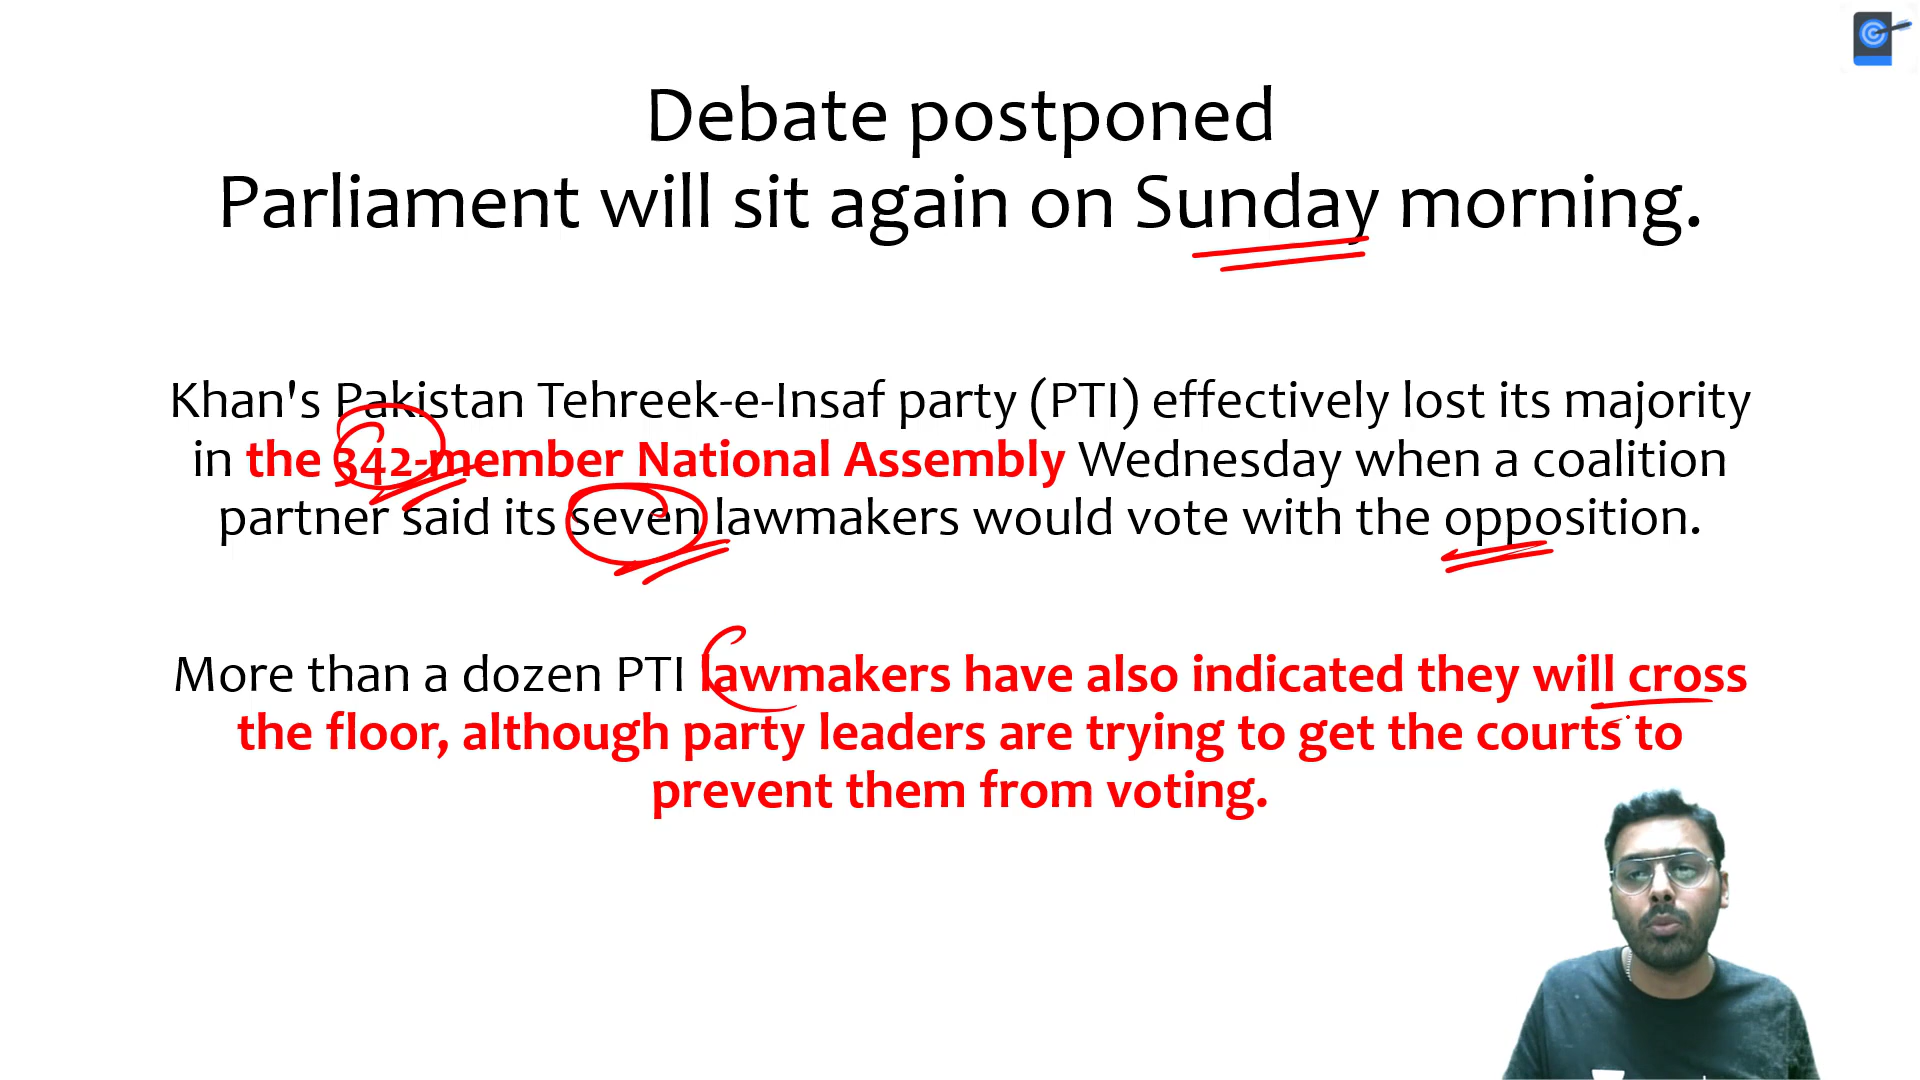 Debate postponed
Parliament will sit again on Sunday morning.
Khan's Pakistan Tehreek-e-Insaf party (PTI) effectively lost its majority
in the 342-member National Assembly Wednesday when a coalition
partner said its seven lawmakers would vote with the opposition.
More than a dozen PTI lawmakers have also indicated they will cross
the floor, although party leaders are trying to get the courts to
prevent them from voting.